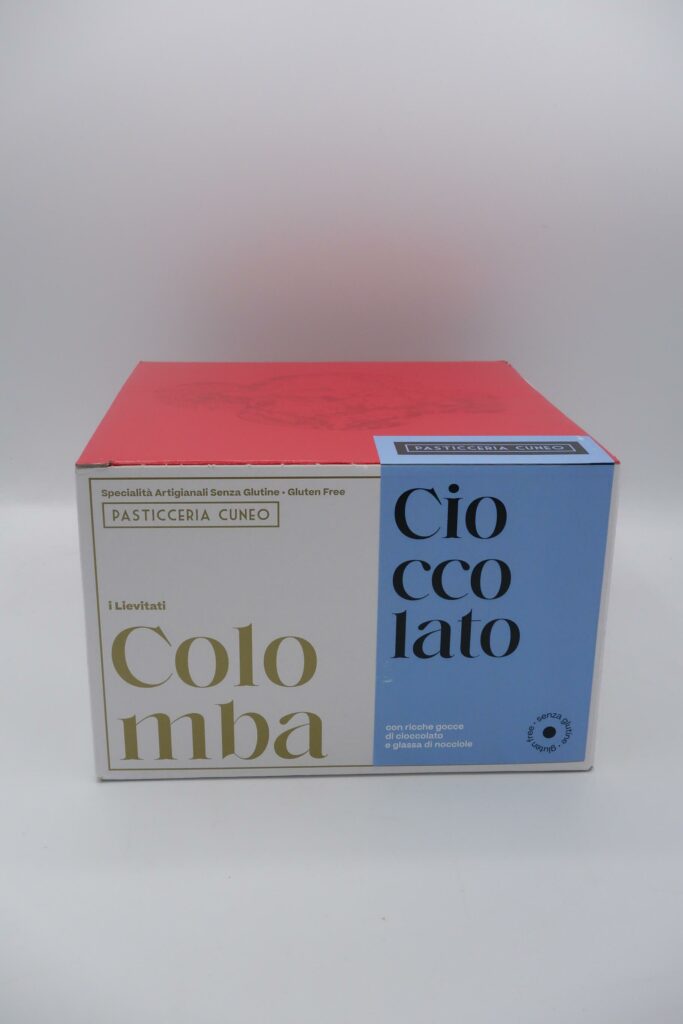 PASTICCERIA CUNEO
Specialità Artigianali Senza Glutine • Gluten Free
PASTICCERIA CUNEO
i Lievitati
Colo
mba
Cio
cco
lato
con ricche gocce
di cioccolato
e glassa di nocciole
senza glutine • gluten free •